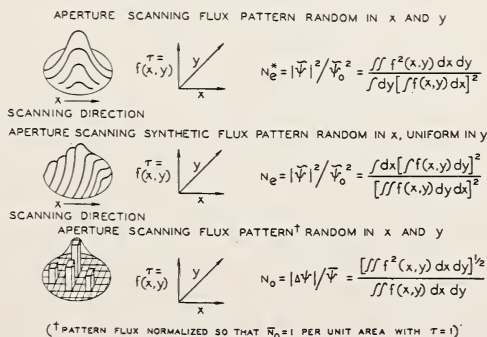 APERTURE SCANNING FLUX PATTERN RANDOM IN x AND y
τ = f(x,y) y x
N*e = |Ψ̃|²/Ψ̃₀² = ∬ f²(x,y) dx dy / ∫dy[∫f(x,y) dx]²
x
SCANNING DIRECTION
APERTURE SCANNING SYNTHETIC FLUX PATTERN RANDOM IN x, UNIFORM IN y
τ = f(x,y) y x
Ne = |Ψ̃|²/Ψ̃₀² = ∫dx[∫f(x,y) dy]² / [∬f(x,y) dy dx]²
x
SCANNING DIRECTION
APERTURE SCANNING FLUX PATTERN† RANDOM IN x AND y
τ = f(x,y) y x
N₀ = |ΔΨ|/Ψ̄ = [∬ f²(x,y) dx dy]^½ / ∬ f(x,y) dx dy
(†PATTERN FLUX NORMALIZED SO THAT N̄₀=1 PER UNIT AREA WITH τ=1)